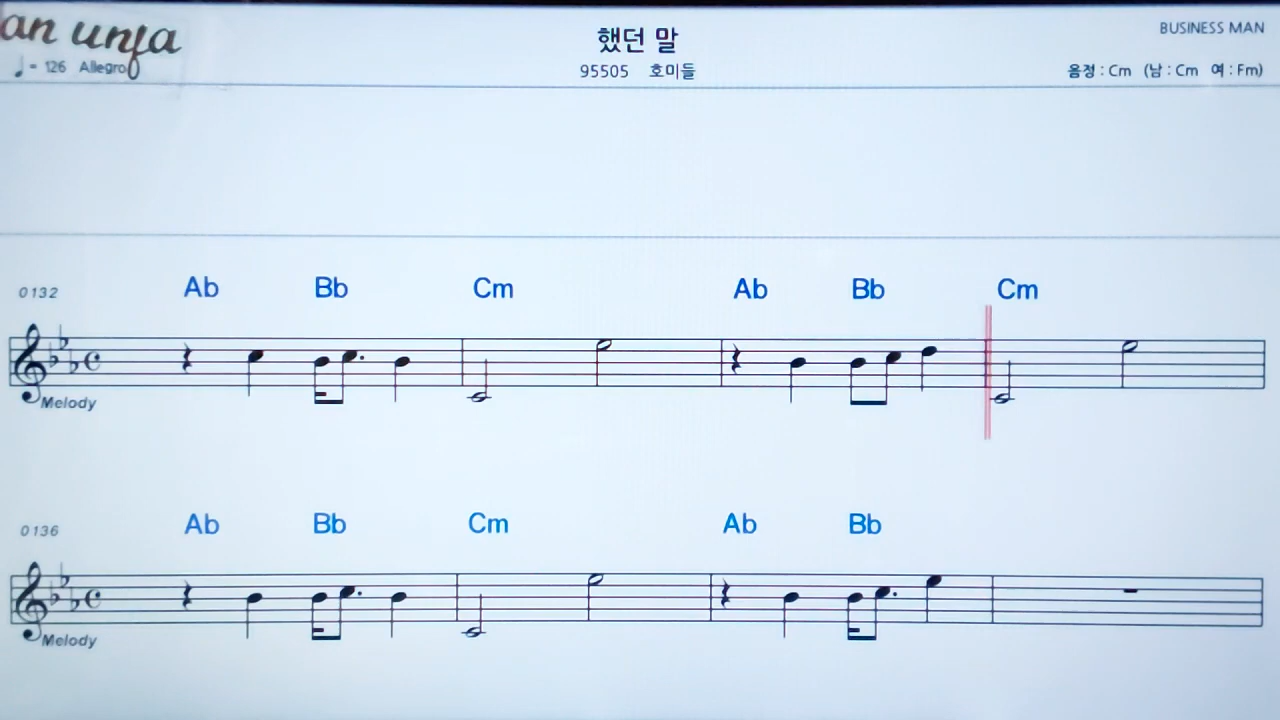 an unja
♩= 126 Allegro
했던 말
95505 호미들
BUSINESS MAN
음정 : Cm (남 : Cm 여 : Fm)
0132 Ab Bb Cm Ab Bb Cm
Melody
0136 Ab Bb Cm Ab Bb
Melody